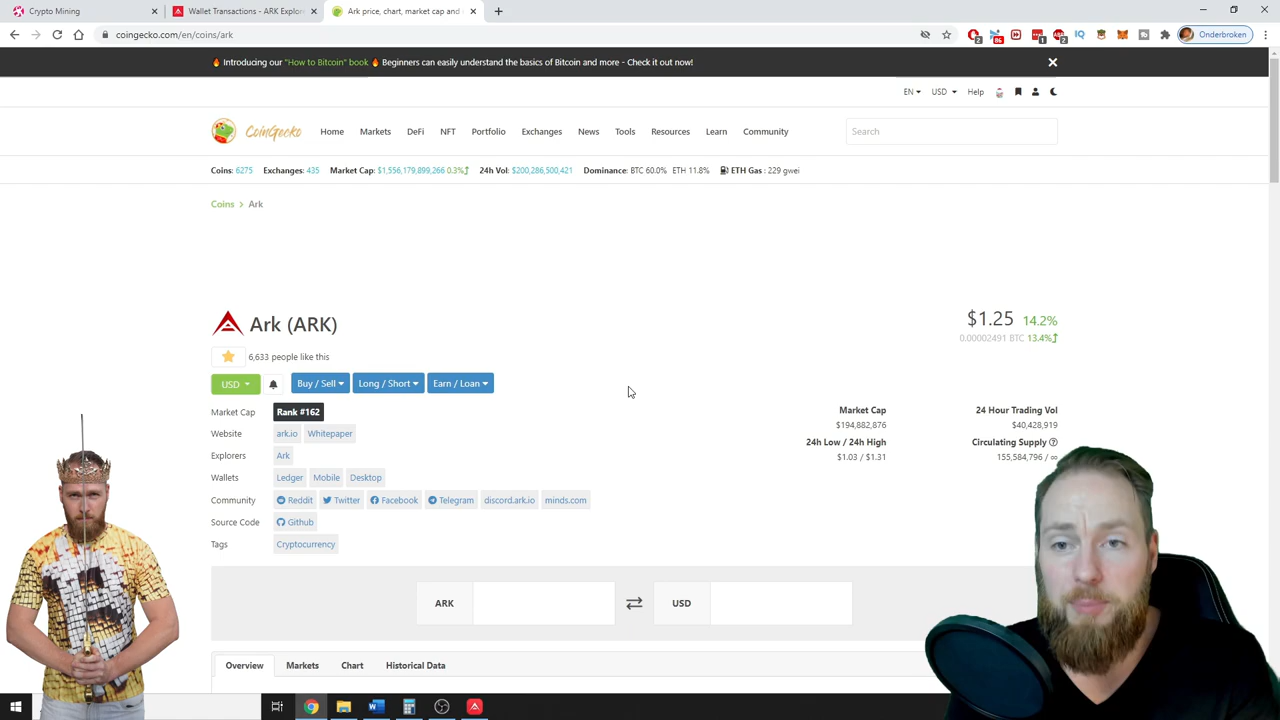 Crypto Mining
Wallet Transactions - ARK Explor
Ark price, chart, market cap and
coingecko.com/en/coins/ark
Onderbroken
Introducing our "How to Bitcoin" book Beginners can easily understand the basics of Bitcoin and more - Check it out now!
EN USD Help
CoinGecko Home Markets DeFi NFT Portfolio Exchanges News Tools Resources Learn Community Search
Coins: 6275 Exchanges: 435 Market Cap: $1,556,179,899,266 0.3% 24h Vol: $200,286,500,421 Dominance: BTC 60.0% ETH 11.8% ETH Gas : 229 gwei
Coins > Ark
Ark (ARK)
$1.25 14.2%
0.00002491 BTC 13.4%
6,633 people like this
USD Buy / Sell Long / Short Earn / Loan
Market Cap Rank #162
Website ark.io Whitepaper
Explorers Ark
Wallets Ledger Mobile Desktop
Community Reddit Twitter Facebook Telegram discord.ark.io minds.com
Source Code Github
Tags Cryptocurrency
Market Cap 24 Hour Trading Vol
$194,882,876 $40,428,919
24h Low / 24h High Circulating Supply
$1.03 / $1.31 155,584,796 / ∞
ARK USD
Overview Markets Chart Historical Data